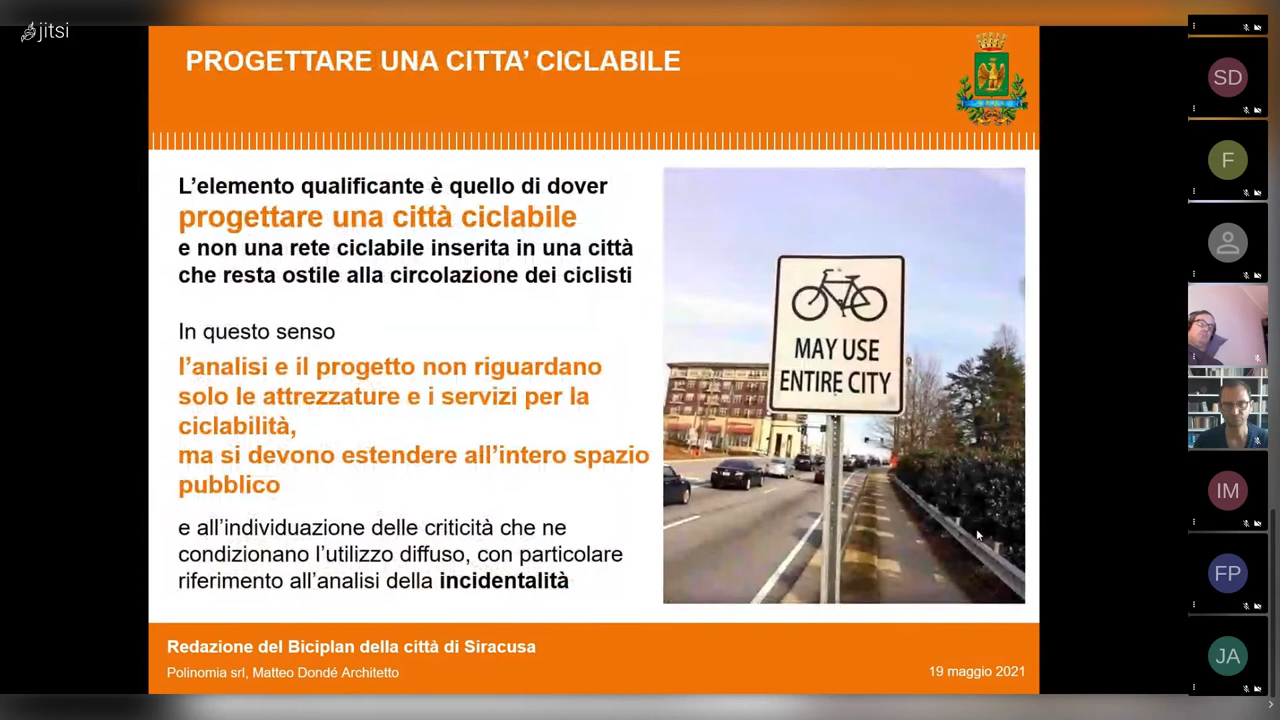 jitsi
PROGETTARE UNA CITTA' CICLABILE
L'elemento qualificante è quello di dover
progettare una città ciclabile
e non una rete ciclabile inserita in una città
che resta ostile alla circolazione dei ciclisti
In questo senso
l'analisi e il progetto non riguardano
solo le attrezzature e i servizi per la
ciclabilità,
ma si devono estendere all'intero spazio
pubblico
e all'individuazione delle criticità che ne
condizionano l'utilizzo diffuso, con particolare
riferimento all'analisi della incidentalità
MAY USE
ENTIRE CITY
Redazione del Biciplan della città di Siracusa
Polinomia srl, Matteo Dondé Architetto
19 maggio 2021
SD
F
IM
FP
JA